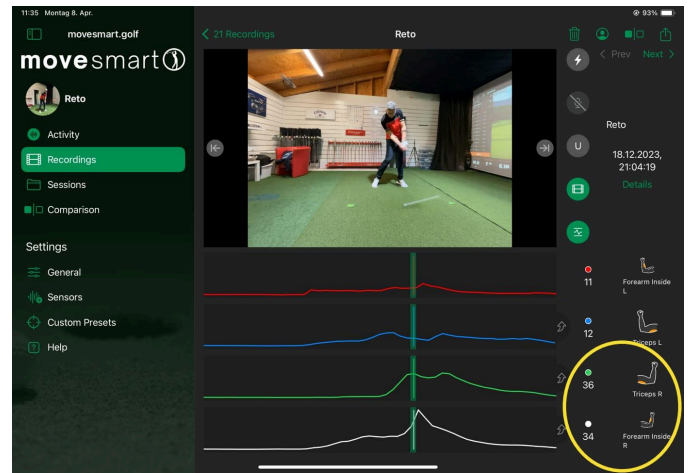 11:35 Montag 8. Apr.
93%
movesmart.golf
21 Recordings
Reto
Prev Next
movesmart
Reto
Activity
Recordings
Sessions
Comparison
Settings
General
Sensors
Custom Presets
Help
U
Reto
18.12.2023,
21:04:19
Details
11
Forearm Inside
L
12
Triceps L
36
Triceps R
34
Forearm Inside
R